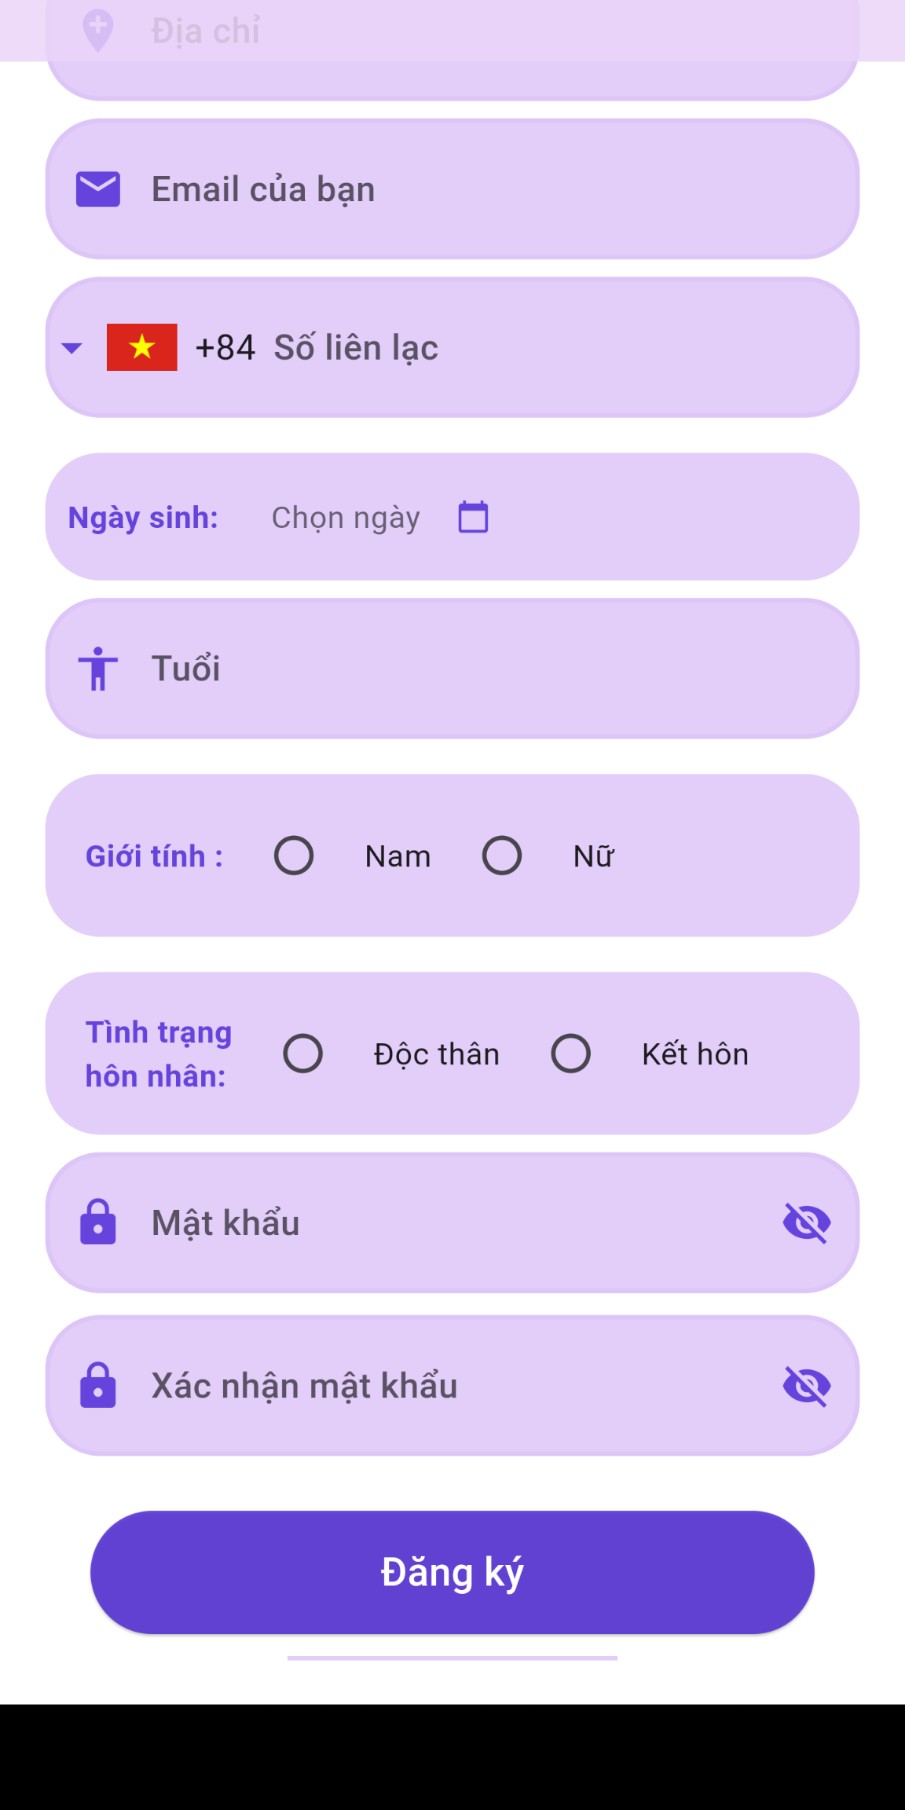 Địa chỉ
Email của bạn
+84 Số liên lạc
Ngày sinh: Chọn ngày
Tuổi
Giới tính : Nam Nữ
Tình trạng
hôn nhân: Độc thân Kết hôn
Mật khẩu
Xác nhận mật khẩu
Đăng ký